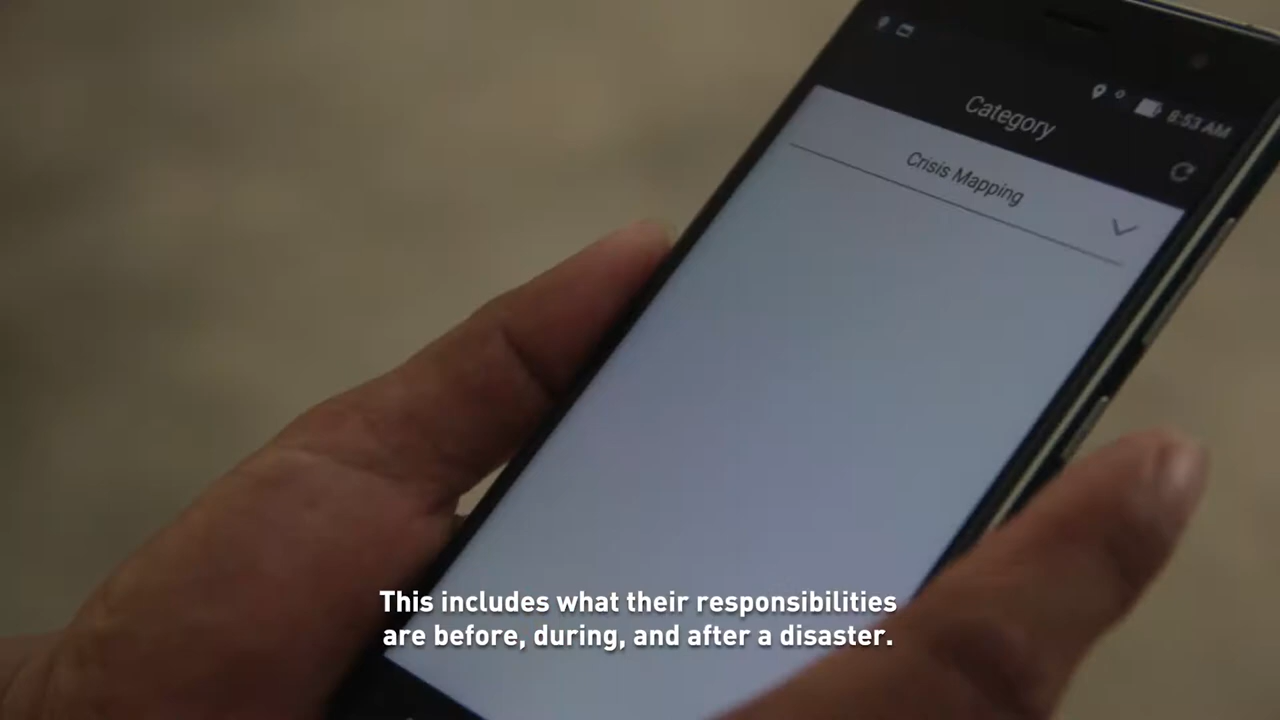 8:53 AM
Category
Crisis Mapping
This includes what their responsibilities
are before, during, and after a disaster.